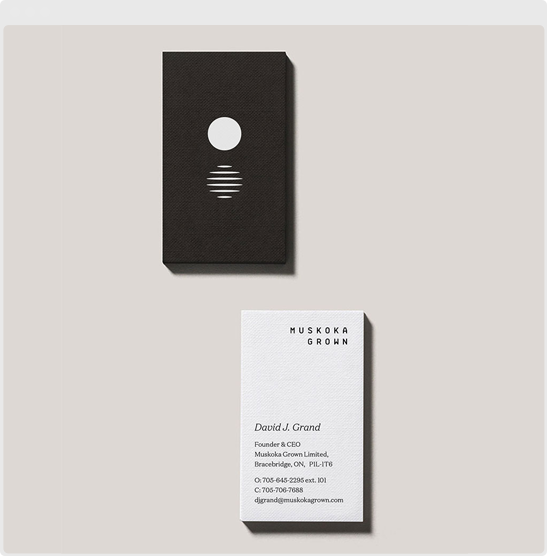 MUSKOKA
GROWN
David J. Grand
Founder & CEO
Muskoka Grown Limited,
Bracebridge, ON,  P1L-1T6
O: 705-645-2295 ext. 101
C: 705-706-7688
djgrand@muskokagrown.com